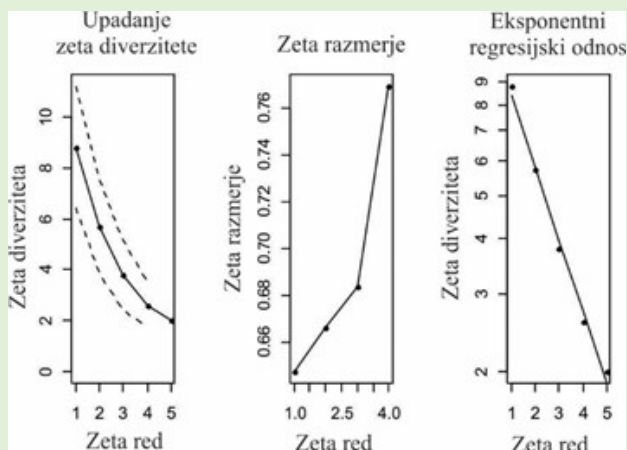 Upadanje
zeta diverzitete
Zeta diverziteta
10
8
6
4
2
0
1 2 3 4 5
Zeta red
Zeta razmerje
Zeta razmerje
0.76
0.74
0.72
0.70
0.68
0.66
1.0 2.5 4.0
Zeta red
Eksponentni
regresijski odnos
Zeta diverziteta
9
8
7
6
5
4
3
2
1 2 3 4 5
Zeta red